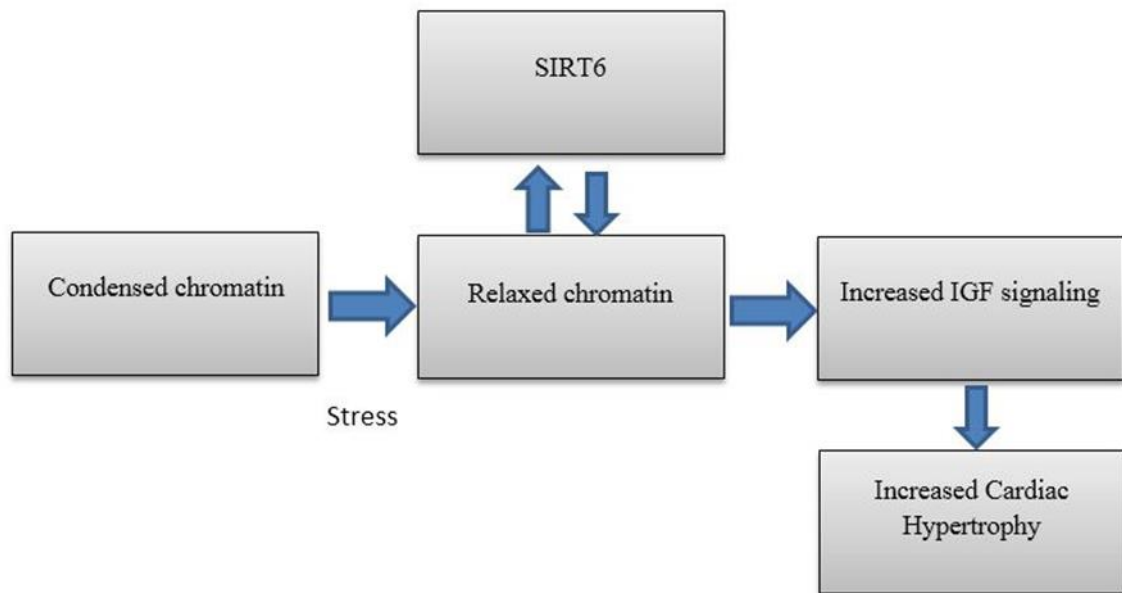 SIRT6
Condensed chromatin
Relaxed chromatin
Increased IGF signaling
Stress
Increased Cardiac
Hypertrophy